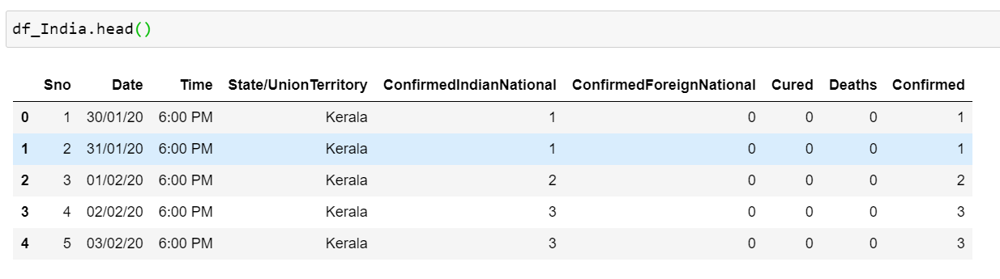 df_India.head()
Sno Date Time State/UnionTerritory ConfirmedIndianNational ConfirmedForeignNational Cured Deaths Confirmed
0 1 30/01/20 6:00 PM Kerala 1 0 0 0 1
1 2 31/01/20 6:00 PM Kerala 1 0 0 0 1
2 3 01/02/20 6:00 PM Kerala 2 0 0 0 2
3 4 02/02/20 6:00 PM Kerala 3 0 0 0 3
4 5 03/02/20 6:00 PM Kerala 3 0 0 0 3